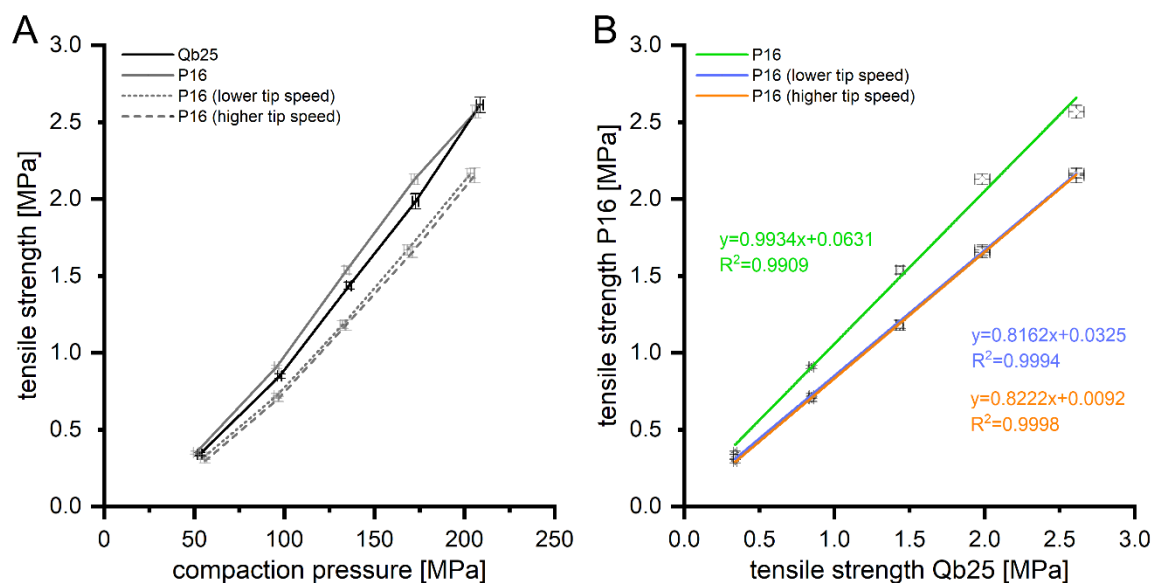 A
Qb25
P16
P16 (lower tip speed)
P16 (higher tip speed)
tensile strength [MPa]
3.0
2.5
2.0
1.5
1.0
0.5
0.0
0 50 100 150 200 250
compaction pressure [MPa]
B
P16
P16 (lower tip speed)
P16 (higher tip speed)
tensile strength P16 [MPa]
3.0
2.5
2.0
1.5
1.0
0.5
0.0
y=0.9934x+0.0631
R²=0.9909
y=0.8162x+0.0325
R²=0.9994
y=0.8222x+0.0092
R²=0.9998
0.0 0.5 1.0 1.5 2.0 2.5 3.0
tensile strength Qb25 [MPa]